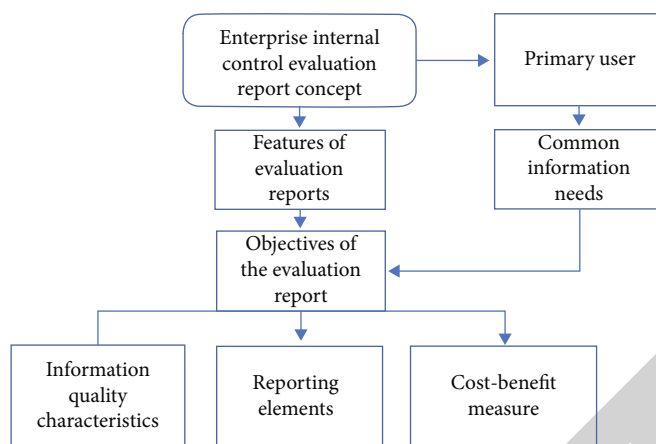 Enterprise internal
control evaluation
report concept
Primary user
Features of
evaluation
reports
Common
information
needs
Objectives of
the evaluation
report
Information
quality
characteristics
Reporting
elements
Cost-benefit
measure